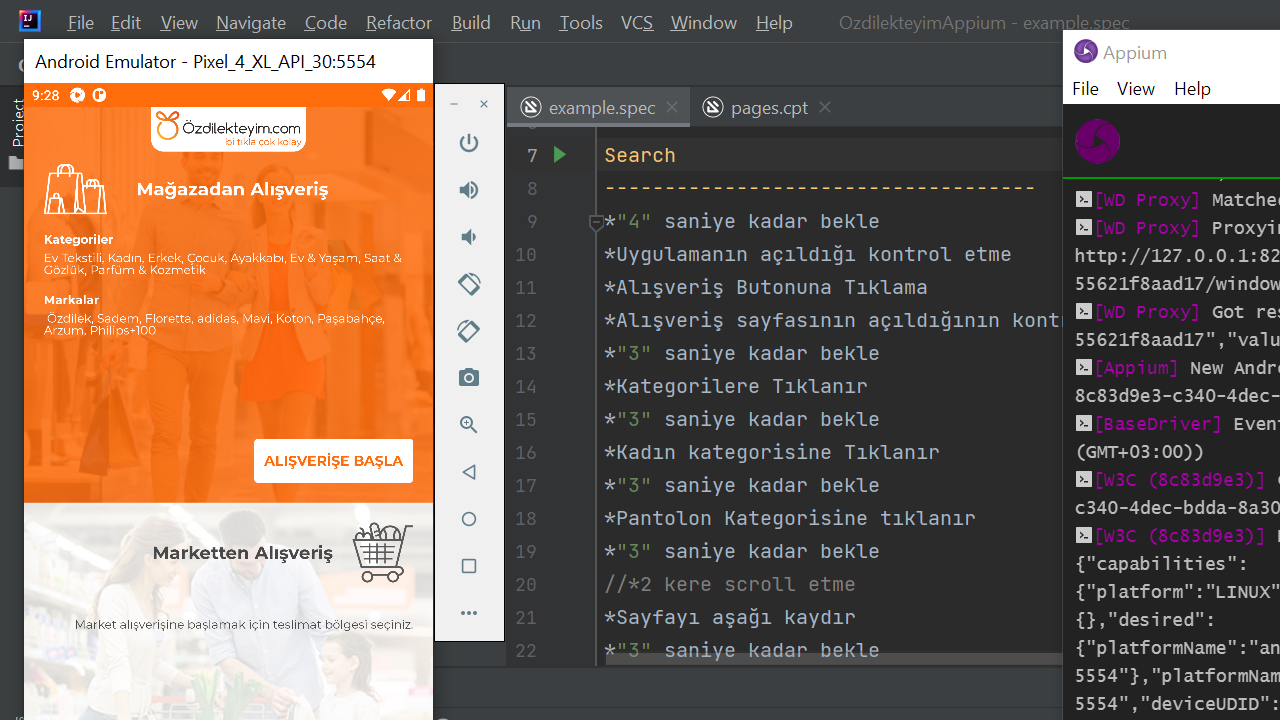 File Edit View Navigate Code Refactor Build Run Tools VCS Window Help OzdilekteyimAppium - example.spec
Android Emulator - Pixel_4_XL_API_30:5554
9:28
Özdilekteyim.com
bi tıkla çok kolay
Mağazadan Alışveriş
Kategoriler
Ev Tekstili, Kadın, Erkek, Çocuk, Ayakkabı, Ev & Yaşam, Saat &
Gözlük, Parfüm & Kozmetik
Markalar
Özdilek, Sadem, Floretta, adidas, Mavi, Koton, Paşabahçe,
Arzum, Philips+100
ALIŞVERİŞE BAŞLA
Marketten Alışveriş
Market alışverişine başlamak için teslimat bölgesi seçiniz.
Project
example.spec
pages.cpt
7 Search
8 ------------------------------------
9 *"4" saniye kadar bekle
10 *Uygulamanın açıldığı kontrol etme
11 *Alışveriş Butonuna Tıklama
12 *Alışveriş sayfasının açıldığının kont
13 *"3" saniye kadar bekle
14 *Kategorilere Tıklanır
15 *"3" saniye kadar bekle
16 *Kadın kategorisine Tıklanır
17 *"3" saniye kadar bekle
18 *Pantolon Kategorisine tıklanır
19 *"3" saniye kadar bekle
20 //*2 kere scroll etme
21 *Sayfayı aşağı kaydır
22 *"3" saniye kadar bekle
Appium
File View Help
[WD Proxy] Matched
[WD Proxy] Proxyin
http://127.0.0.1:82
55621f8aad17/window
[WD Proxy] Got res
55621f8aad17","valu
[Appium] New Andro
8c83d9e3-c340-4dec-
[BaseDriver] Event
(GMT+03:00))
[W3C (8c83d9e3)]
c340-4dec-bdda-8a30
[W3C (8c83d9e3)]
{"capabilities":
{"platform":"LINUX"
{},"desired":
{"platformName":"an
5554"},"platformNam
5554","deviceUDID":